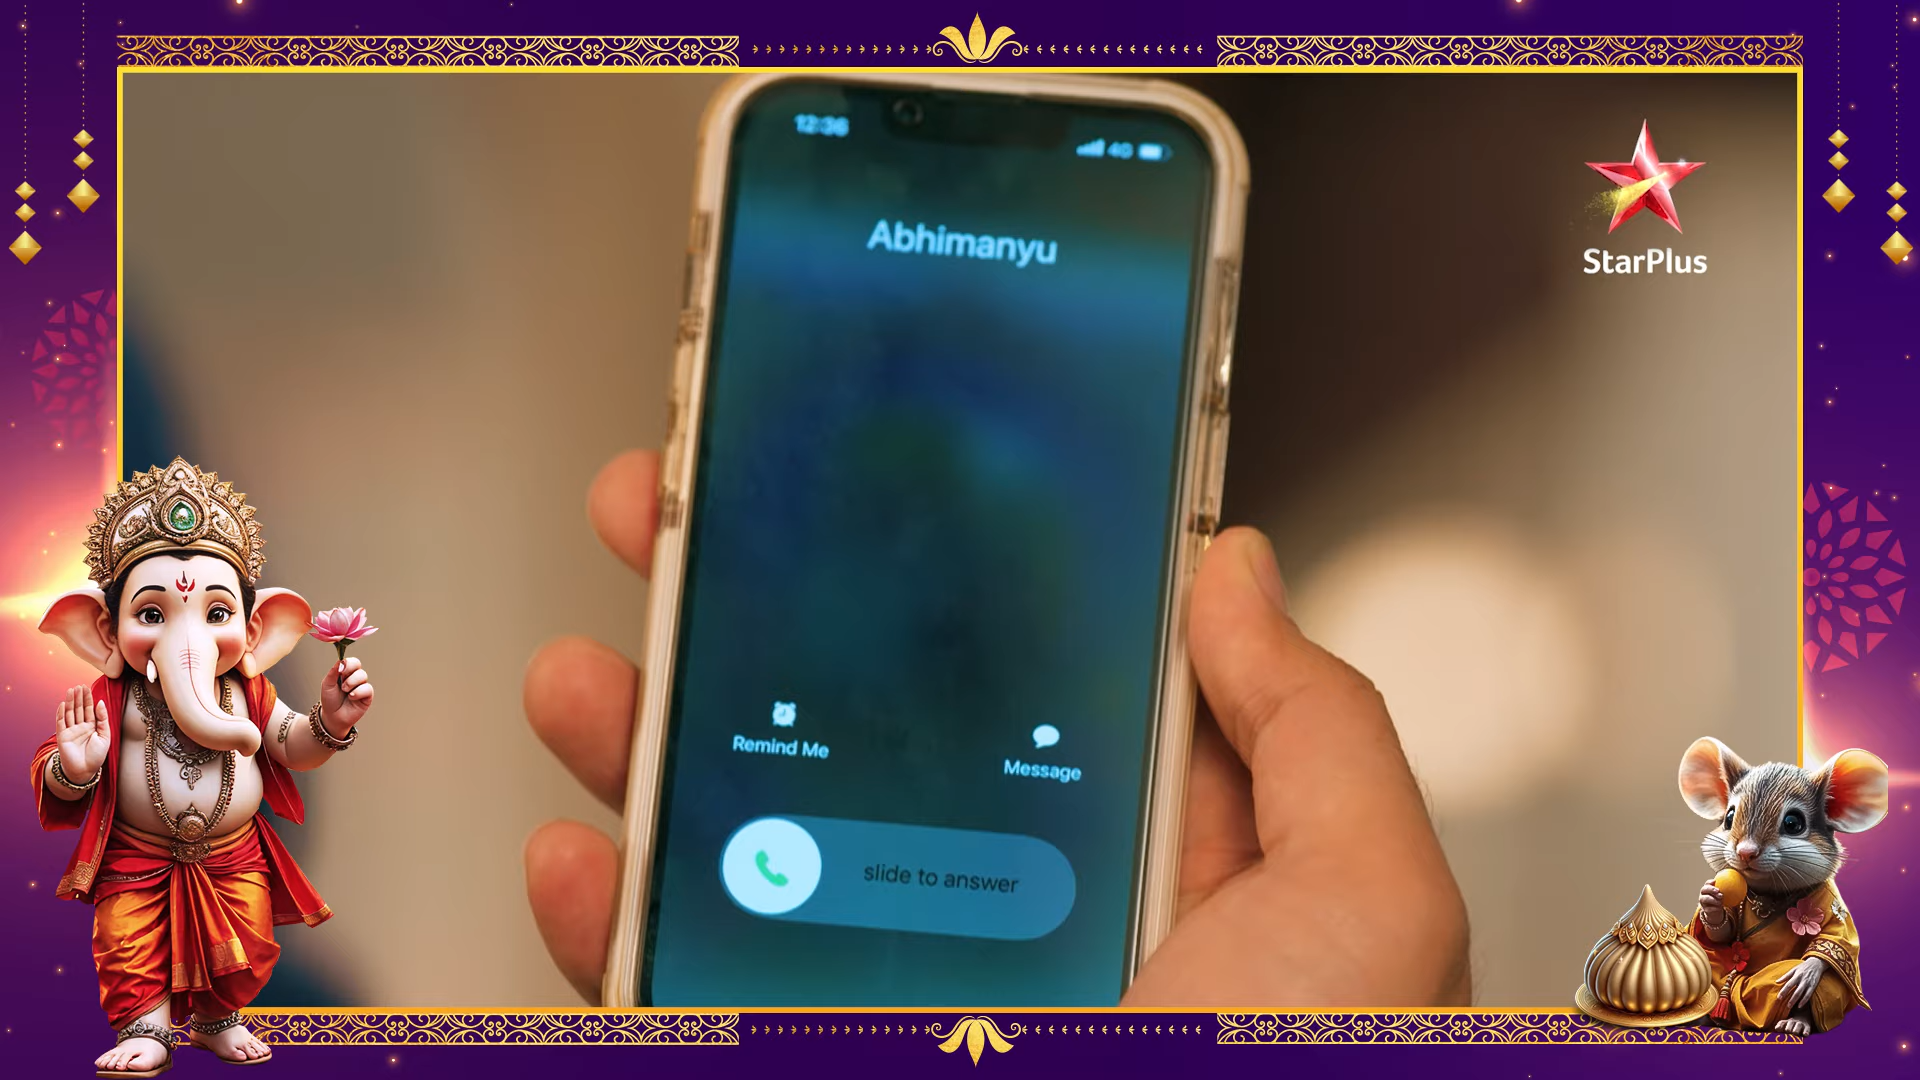 12:36
4G
StarPlus
Abhimanyu
Remind Me
Message
slide to answer